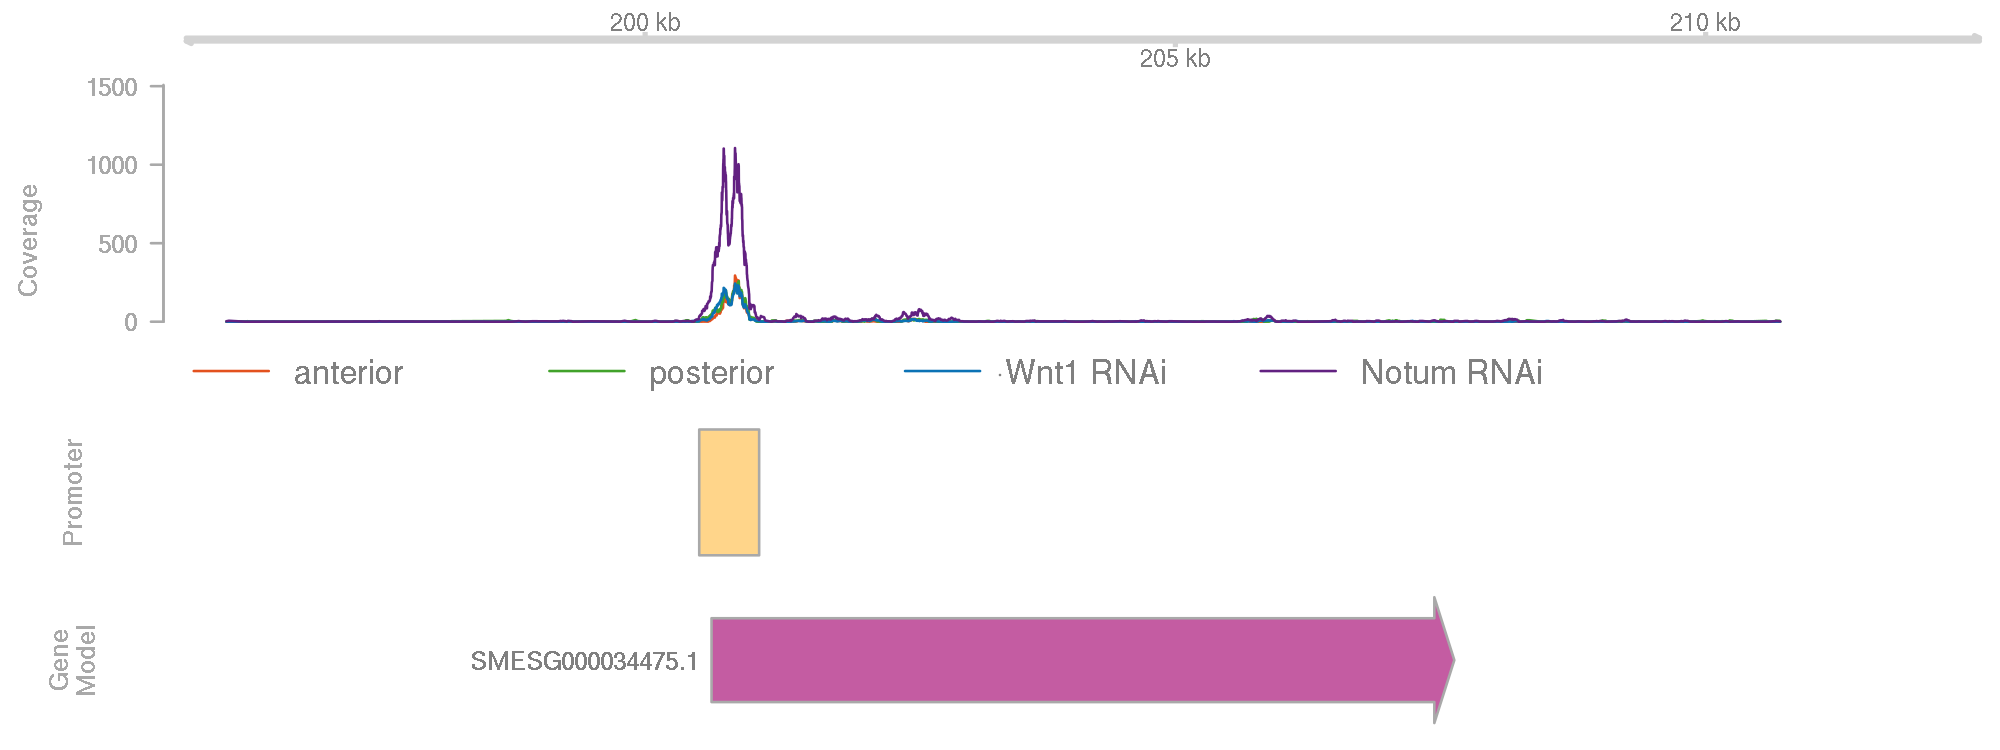 200 kb
210 kb
205 kb
1500
1000
500
0
Coverage
anterior
posterior
Wnt1 RNAi
Notum RNAi
Promoter
Gene
Model
SMESG000034475.1